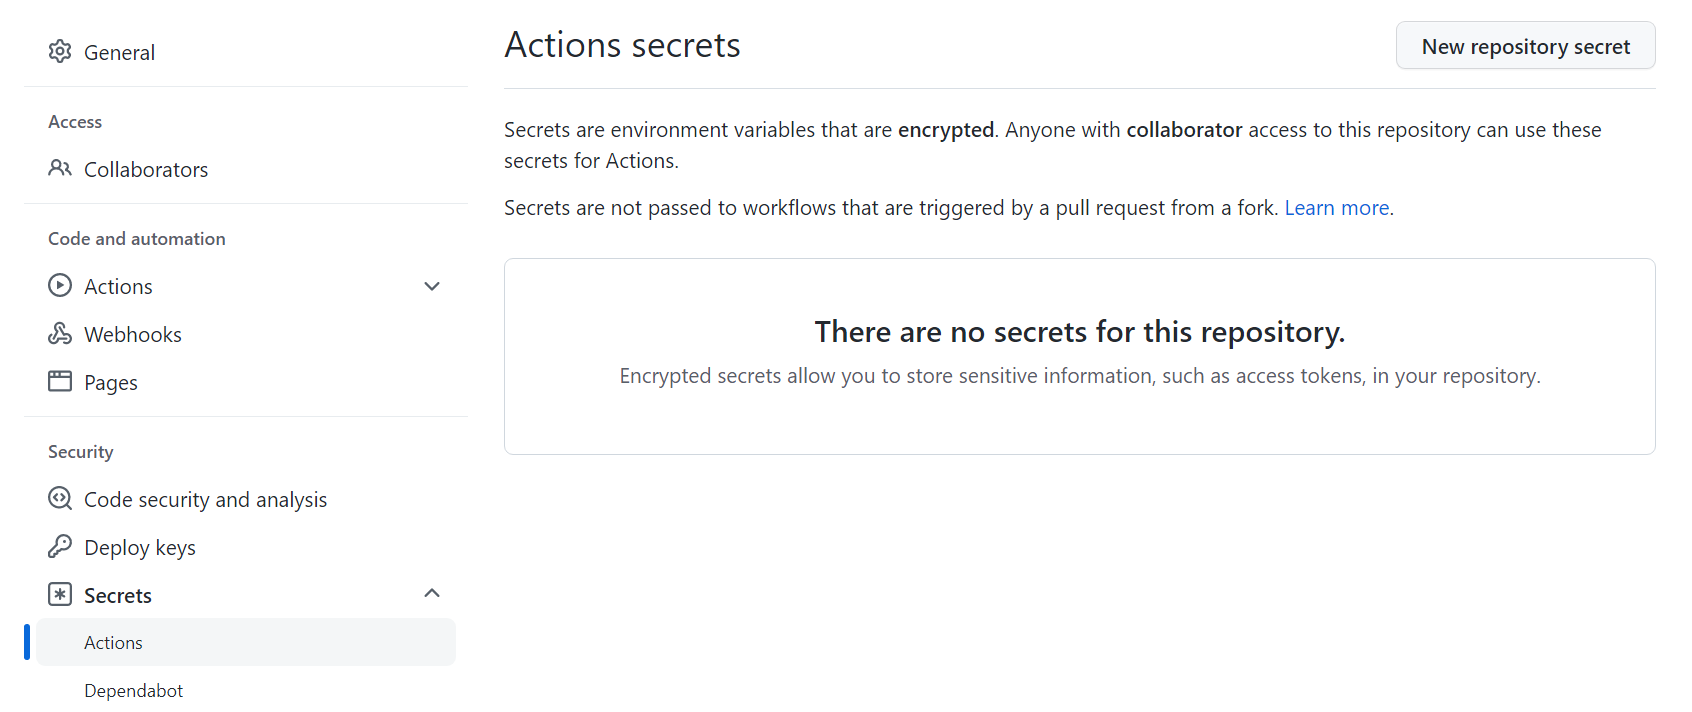 General
Access
Collaborators
Code and automation
Actions
Webhooks
Pages
Security
Code security and analysis
Deploy keys
Secrets
Actions
Dependabot
Actions secrets
New repository secret
Secrets are environment variables that are encrypted. Anyone with collaborator access to this repository can use these
secrets for Actions.
Secrets are not passed to workflows that are triggered by a pull request from a fork. Learn more.
There are no secrets for this repository.
Encrypted secrets allow you to store sensitive information, such as access tokens, in your repository.